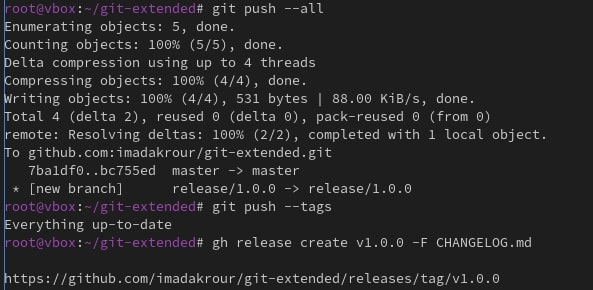 root@vbox:~/git-extended# git push --all
Enumerating objects: 5, done.
Counting objects: 100% (5/5), done.
Delta compression using up to 4 threads
Compressing objects: 100% (4/4), done.
Writing objects: 100% (4/4), 531 bytes | 88.00 KiB/s, done.
Total 4 (delta 2), reused 0 (delta 0), pack-reused 0 (from 0)
remote: Resolving deltas: 100% (2/2), completed with 1 local object.
To github.com:imadakrour/git-extended.git
   7ba1df0..bc755ed  master -> master
 * [new branch]      release/1.0.0 -> release/1.0.0
root@vbox:~/git-extended# git push --tags
Everything up-to-date
root@vbox:~/git-extended# gh release create v1.0.0 -F CHANGELOG.md
https://github.com/imadakrour/git-extended/releases/tag/v1.0.0